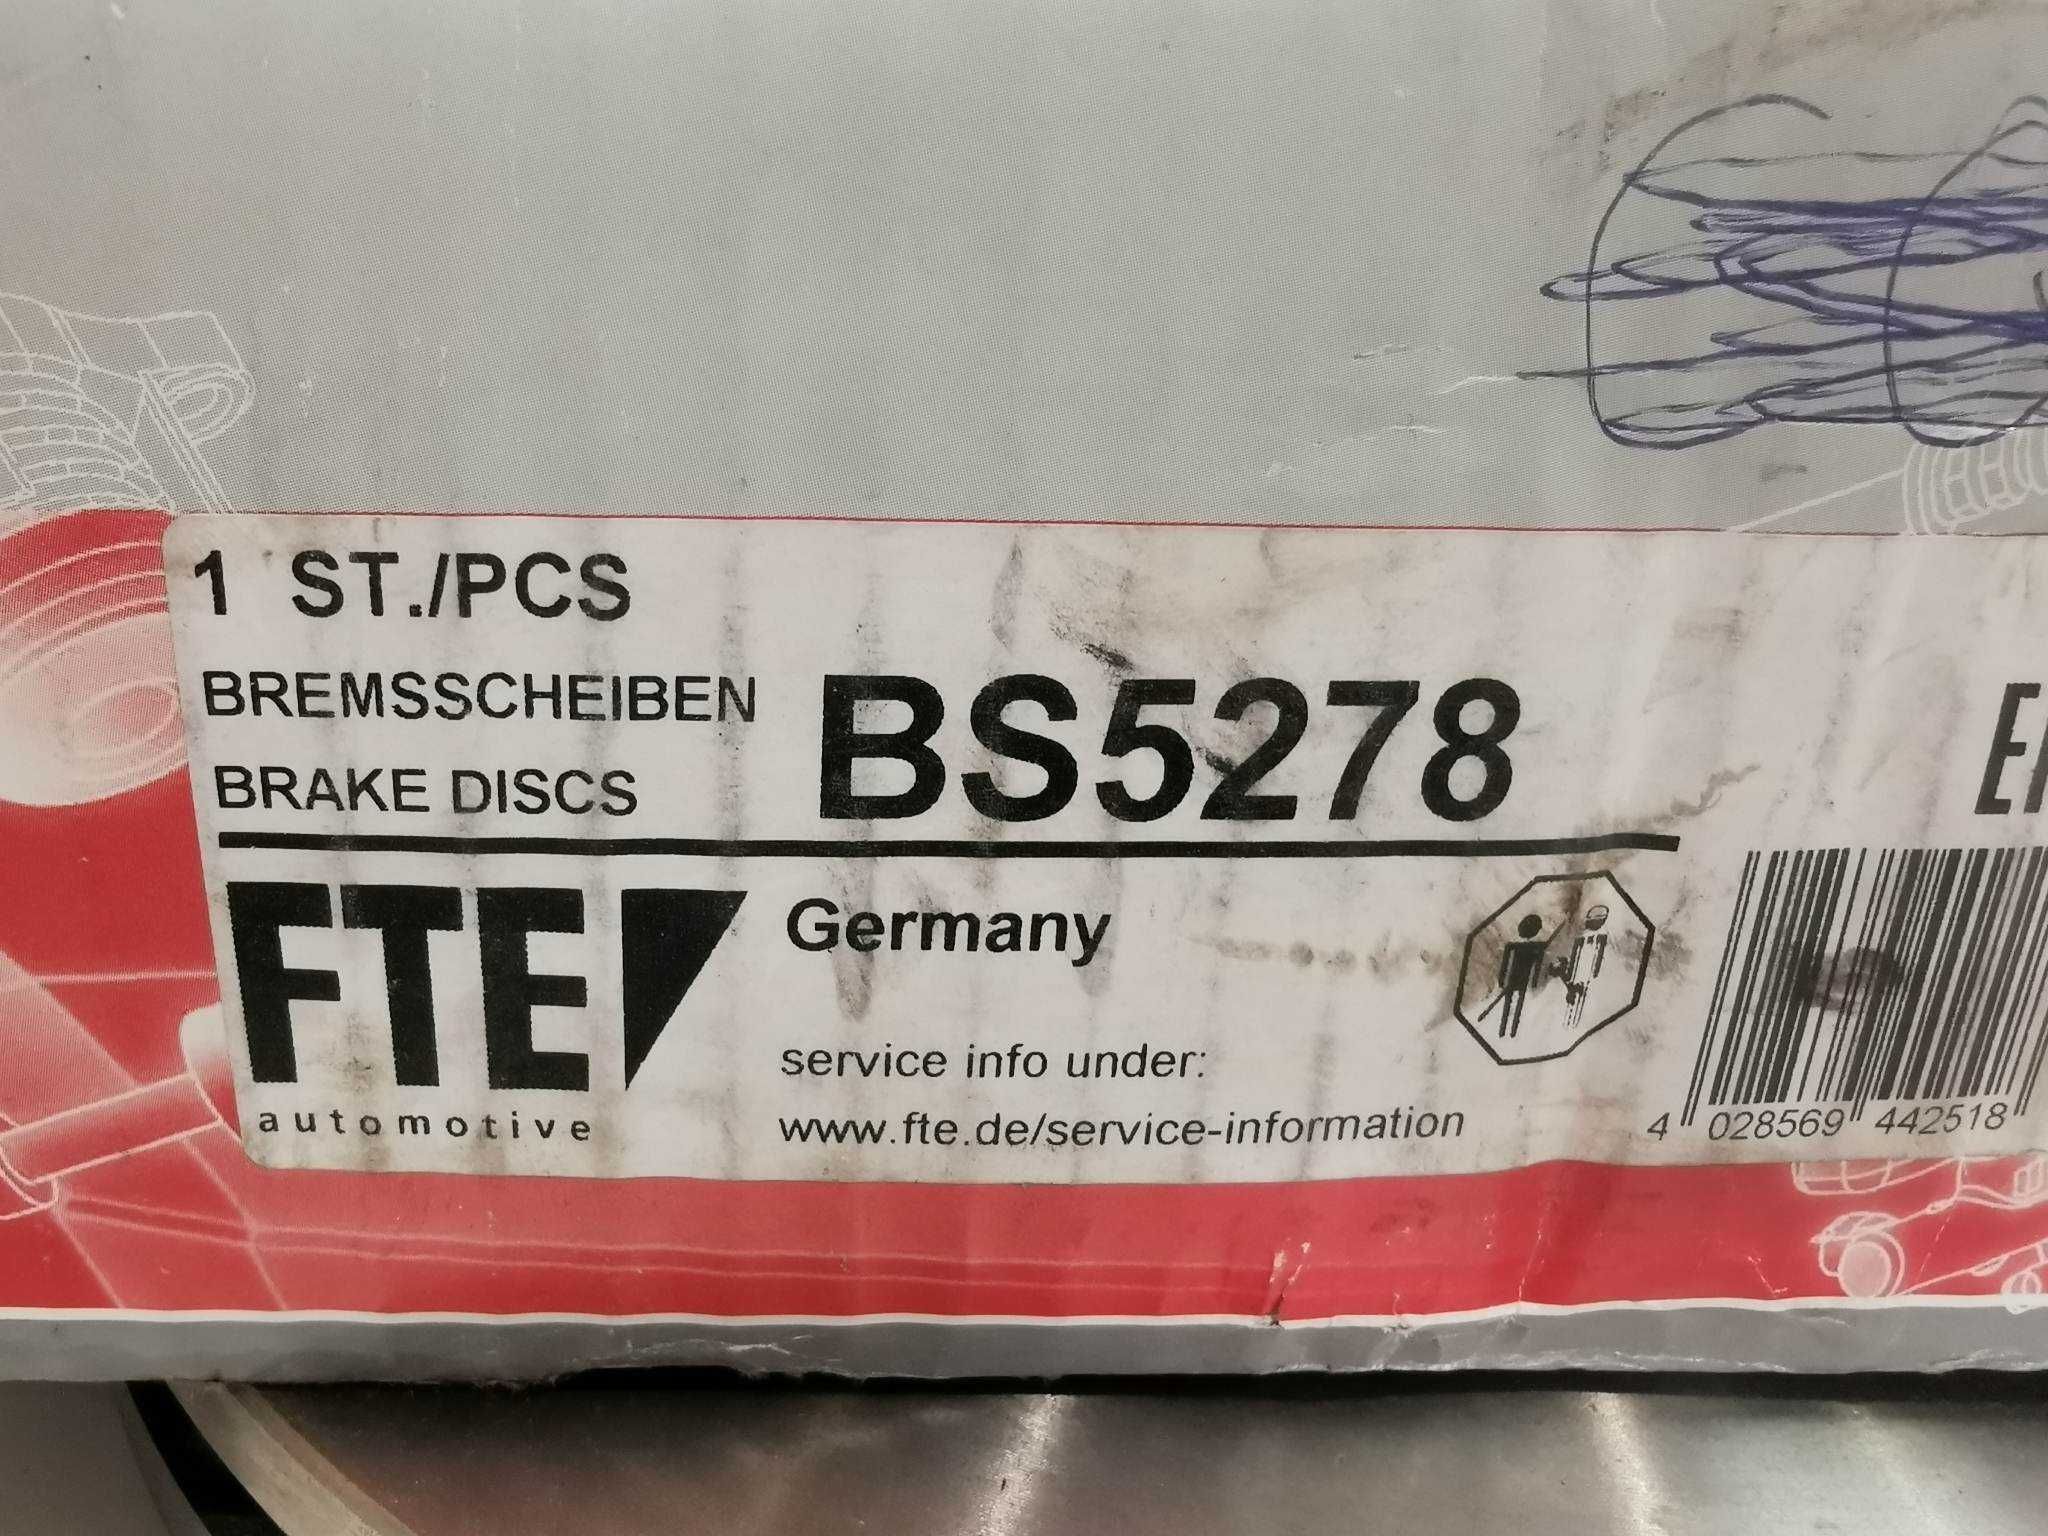 1 ST./PCS
BREMSSCHEIBEN
BRAKE DISCS
BS5278
FTE
automotive
Germany
service info under:
www.fte.de/service-information
4 028569 442518